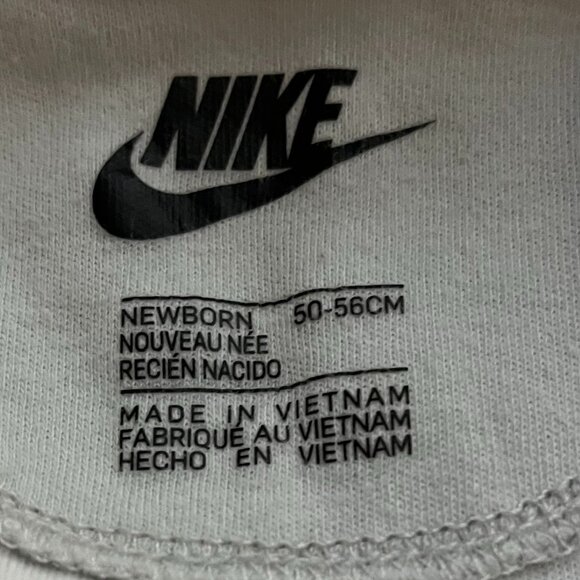 NIKE
NEWBORN 50-56CM
NOUVEAU NÉE
RECIÉN NACIDO
MADE IN VIETNAM
FABRIQUÉ AU VIETNAM
HECHO EN VIETNAM